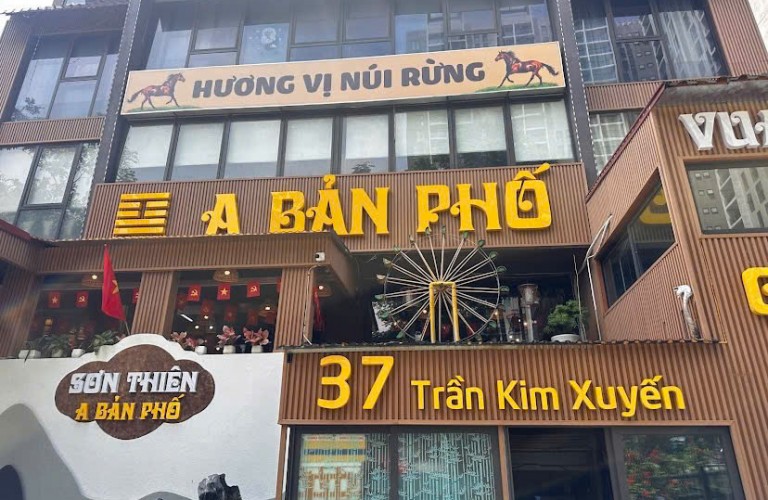 HƯƠNG VỊ NÚI RỪNG
A BẢN PHỐ
SƠN THIÊN
A BẢN PHỐ
37 Trần Kim Xuyến